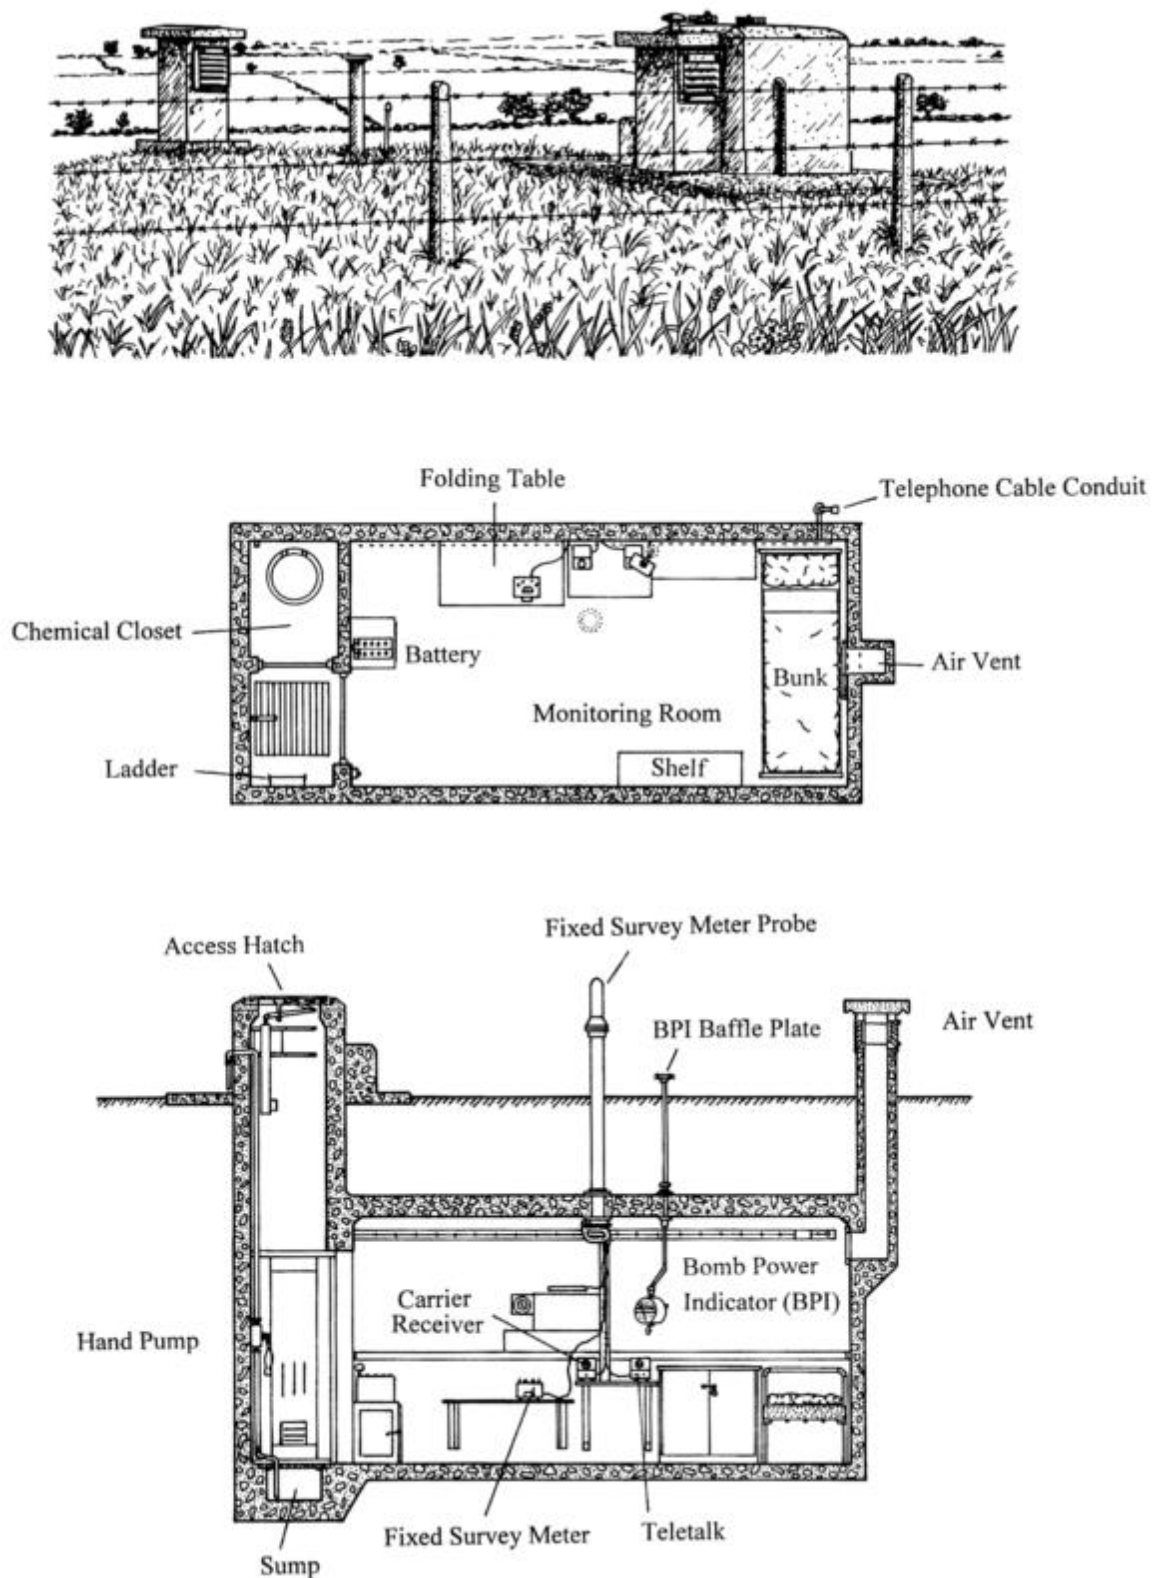 Folding Table
Telephone Cable Conduit
Chemical Closet
Battery
Air Vent
Bunk
Monitoring Room
Ladder
Shelf
Fixed Survey Meter Probe
Access Hatch
BPI Baffle Plate
Air Vent
Bomb Power
Indicator (BPI)
Carrier
Receiver
Hand Pump
Fixed Survey Meter
Teletalk
Sump